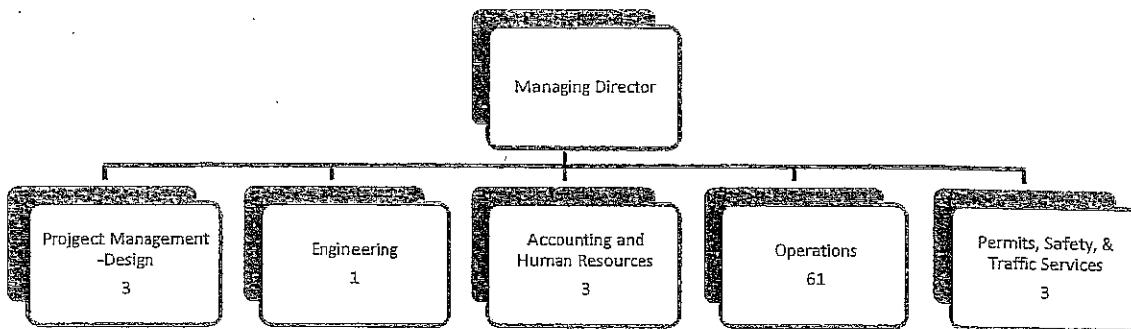 Managing Director
Projgect Management
-Design
3
Engineering
1
Accounting and
Human Resources
3
Operations
61
Permits, Safety, &
Traffic Services
3